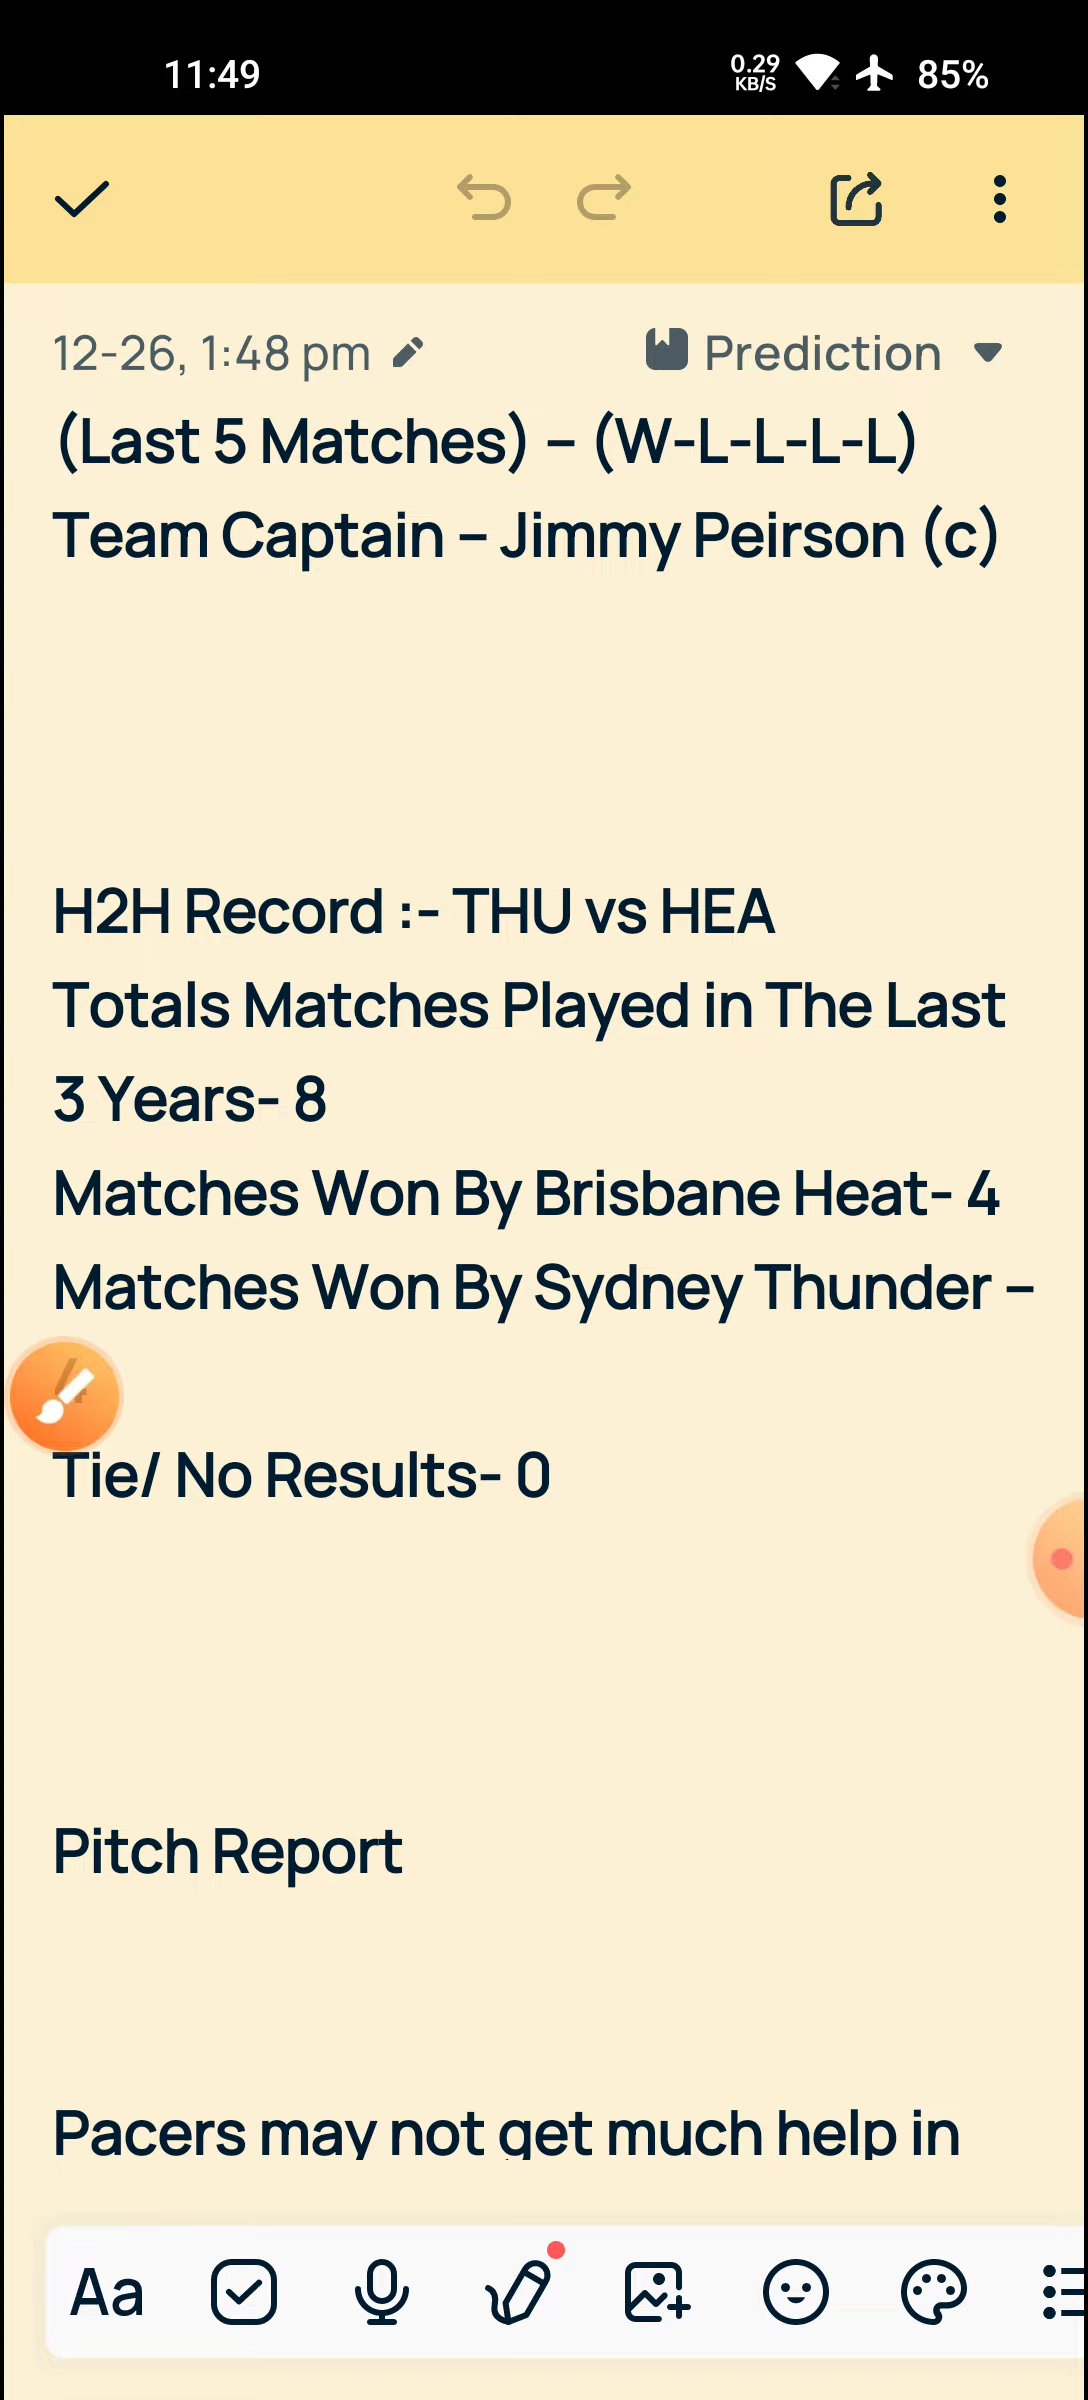 11:49
0.29
KB/S
85%
12-26, 1:48 pm
Prediction
(Last 5 Matches) – (W-L-L-L-L)
Team Captain – Jimmy Peirson (c)
H2H Record :- THU vs HEA
Totals Matches Played in The Last
3 Years- 8
Matches Won By Brisbane Heat- 4
Matches Won By Sydney Thunder –
Tie/ No Results- 0
Pitch Report
Pacers may not get much help in
Aa